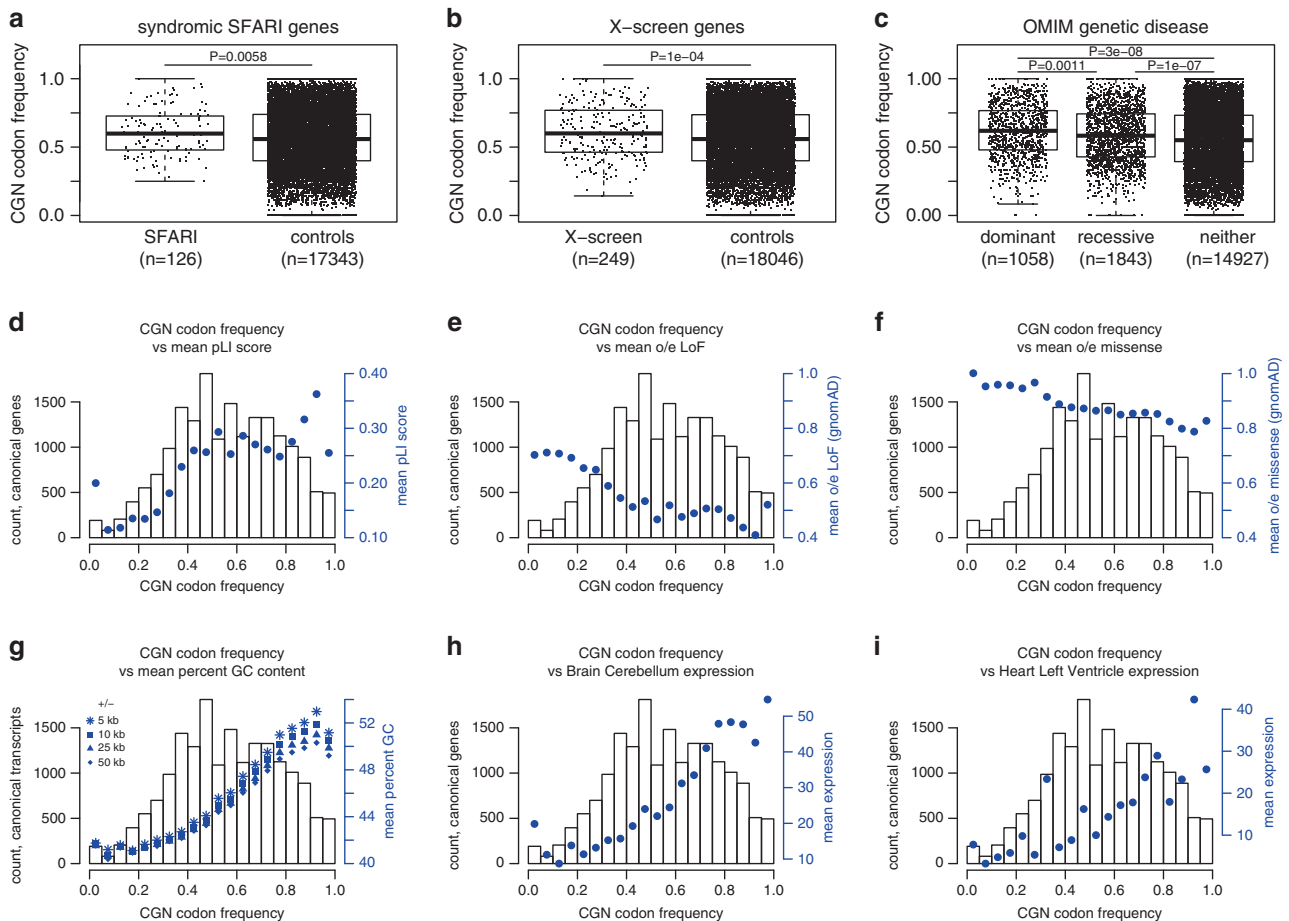 a
syndromic SFARI genes
CGN codon frequency
1.0
0.5
0.0
P=0.0058
SFARI
(n=126)
controls
(n=17343)
b
X−screen genes
CGN codon frequency
1.0
0.5
0.0
P=1e−04
X−screen
(n=249)
controls
(n=18046)
c
OMIM genetic disease
CGN codon frequency
1.00
0.50
0.00
P=3e−08
P=0.0011
P=1e−07
dominant
(n=1058)
recessive
(n=1843)
neither
(n=14927)
d
CGN codon frequency
vs mean pLI score
count, canonical genes
1500
1000
500
0
0.40
0.30
0.20
0.10
mean pLI score
0.0 0.2 0.4 0.6 0.8 1.0
CGN codon frequency
e
CGN codon frequency
vs mean o/e LoF
count, canonical genes
1500
1000
500
0
1.0
0.8
0.6
0.4
mean o/e LoF (gnomAD)
0.0 0.2 0.4 0.6 0.8 1.0
CGN codon frequency
f
CGN codon frequency
vs mean o/e missense
count, canonical genes
1500
1000
500
0
1.0
0.8
0.6
0.4
mean o/e missense (gnomAD)
0.0 0.2 0.4 0.6 0.8 1.0
CGN codon frequency
g
CGN codon frequency
vs mean percent GC content
count, canonical transcripts
1500
1000
500
0
+/−
5 kb
10 kb
25 kb
50 kb
52
48
44
40
mean percent GC
0.0 0.2 0.4 0.6 0.8 1.0
CGN codon frequency
h
CGN codon frequency
vs Brain Cerebellum expression
count, canonical genes
1500
1000
500
0
50
40
30
20
10
mean expression
0.0 0.2 0.4 0.6 0.8 1.0
CGN codon frequency
i
CGN codon frequency
vs Heart Left Ventricle expression
count, canonical genes
1500
1000
500
0
40
30
20
10
mean expression
0.0 0.2 0.4 0.6 0.8 1.0
CGN codon frequency